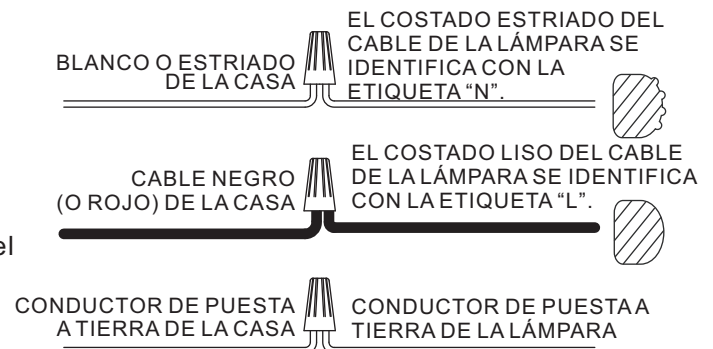 BLANCO O ESTRIADO
DE LA CASA
EL COSTADO ESTRIADO DEL
CABLE DE LA LÁMPARA SE
IDENTIFICA CON LA
ETIQUETA “N”.
CABLE NEGRO
(O ROJO) DE LA CASA
EL COSTADO LISO DEL CABLE
DE LA LÁMPARA SE IDENTIFICA
CON LA ETIQUETA “L”.
el
CONDUCTOR DE PUESTA
A TIERRA DE LA CASA
CONDUCTOR DE PUESTA A
TIERRA DE LA LÁMPARA